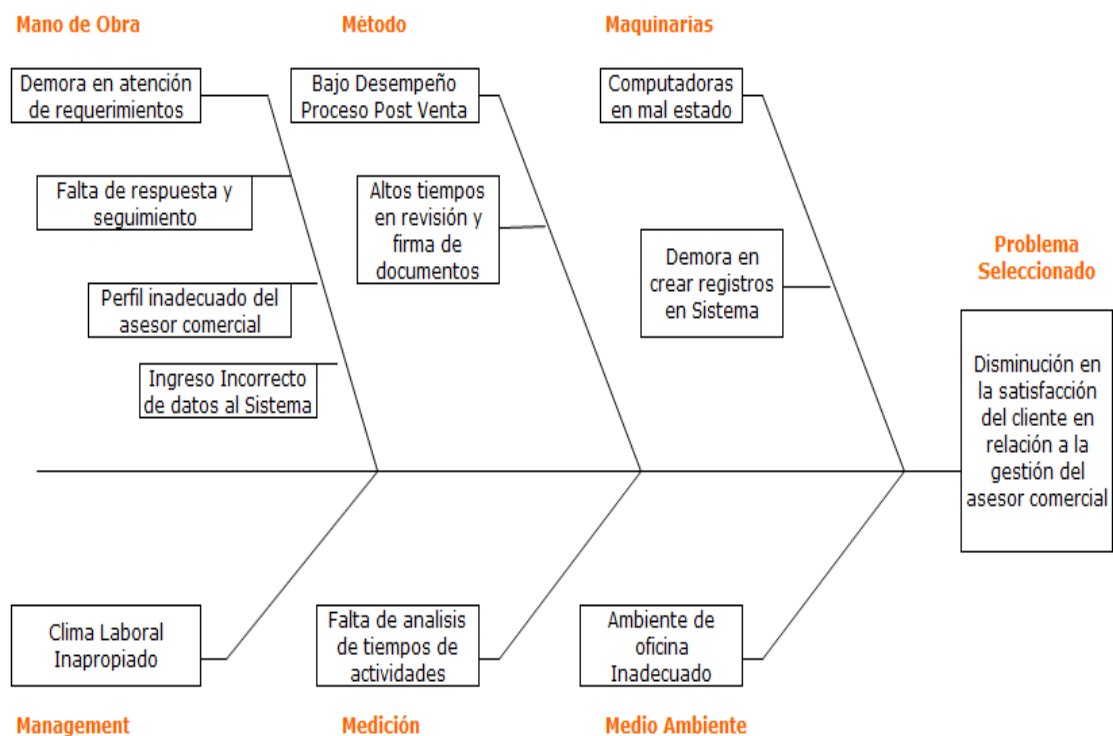 Mano de Obra
Método
Maquinarias
Demora en atención
de requerimientos
Bajo Desempeño
Proceso Post Venta
Computadoras
en mal estado
Falta de respuesta y
seguimiento
Altos tiempos
en revisión y
firma de
documentos
Demora en
crear registros
en Sistema
Perfil inadecuado del
asesor comercial
Ingreso Incorrecto
de datos al Sistema
Problema
Seleccionado
Disminución en
la satisfacción
del cliente en
relación a la
gestión del
asesor comercial
Clima Laboral
Inapropiado
Falta de analisis
de tiempos de
actividades
Ambiente de
oficina
Inadecuado
Management
Medición
Medio Ambiente